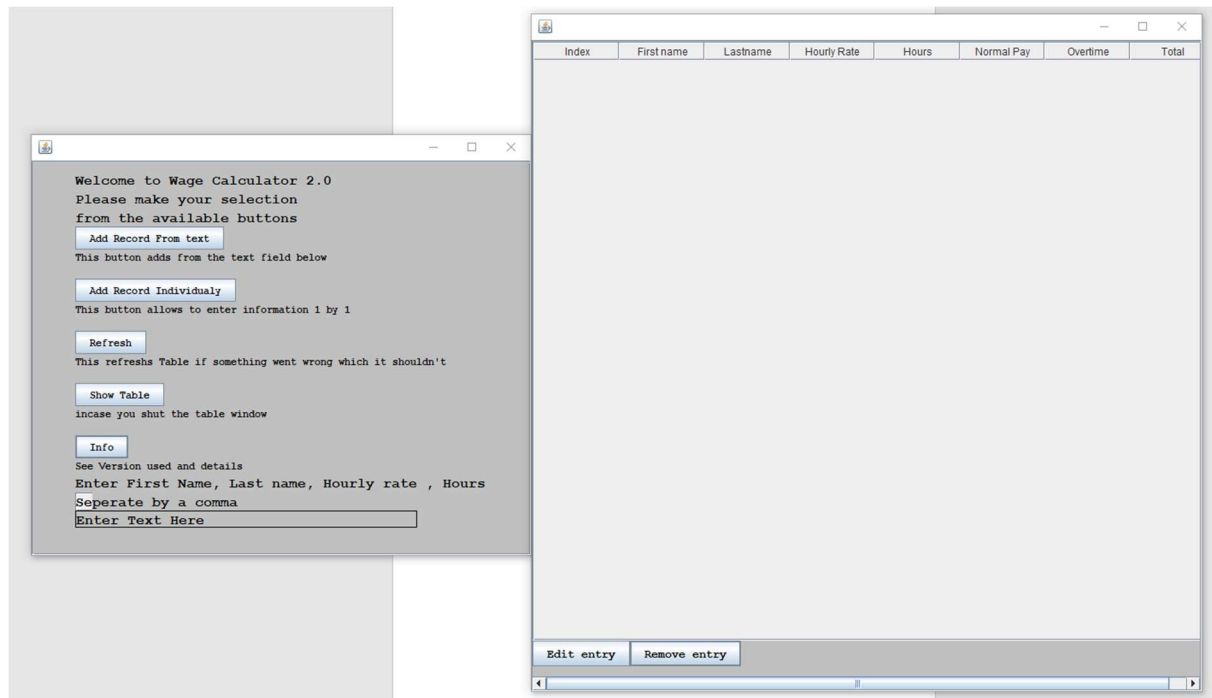 Welcome to Wage Calculator 2.0
Please make your selection
from the available buttons
Add Record From text
This button adds from the text field below
Add Record Individualy
This button allows to enter information 1 by 1
Refresh
This refreshs Table if something went wrong which it shouldn't
Show Table
incase you shut the table window
Info
See Version used and details
Enter First Name, Last name, Hourly rate , Hours
Seperate by a comma
Enter Text Here
Index First name Lastname Hourly Rate Hours Normal Pay Overtime Total
Edit entry Remove entry